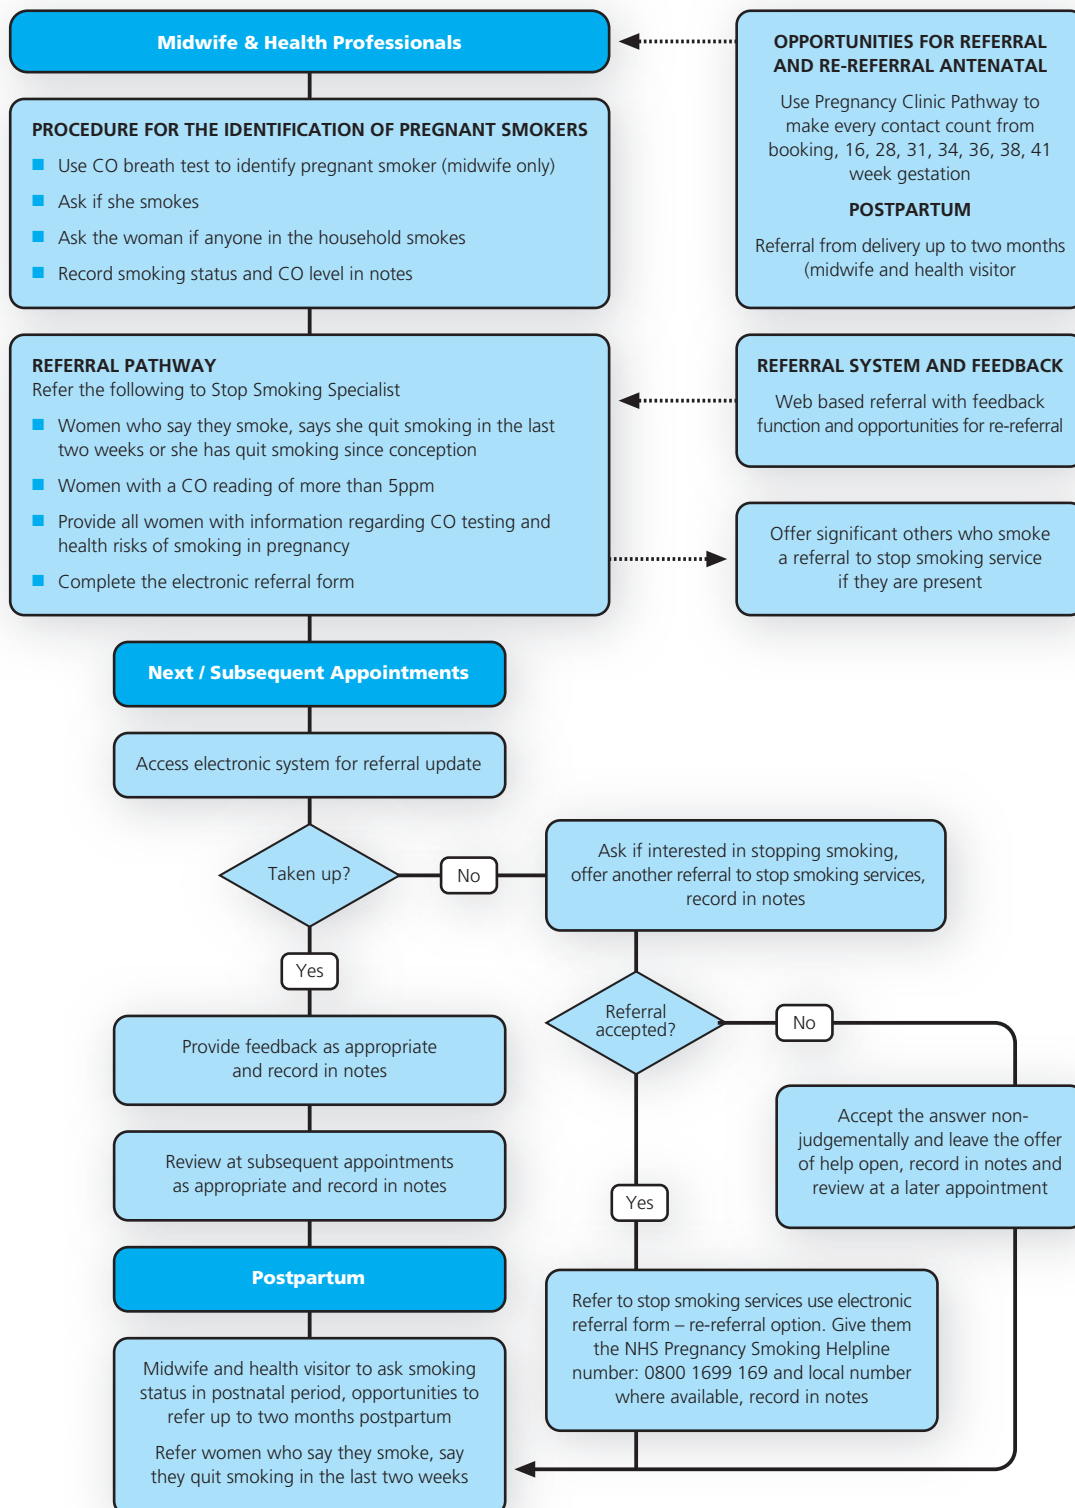 Midwife & Health Professionals
OPPORTUNITIES FOR REFERRAL
AND RE-REFERRAL ANTENATAL
Use Pregnancy Clinic Pathway to
make every contact count from
booking, 16, 28, 31, 34, 36, 38, 41
week gestation
POSTPARTUM
Referral from delivery up to two months
(midwife and health visitor
PROCEDURE FOR THE IDENTIFICATION OF PREGNANT SMOKERS
Use CO breath test to identify pregnant smoker (midwife only)
Ask if she smokes
Ask the woman if anyone in the household smokes
Record smoking status and CO level in notes
REFERRAL PATHWAY
Refer the following to Stop Smoking Specialist
Women who say they smoke, says she quit smoking in the last
two weeks or she has quit smoking since conception
Women with a CO reading of more than 5ppm
Provide all women with information regarding CO testing and
health risks of smoking in pregnancy
Complete the electronic referral form
REFERRAL SYSTEM AND FEEDBACK
Web based referral with feedback
function and opportunities for re-referral
Offer significant others who smoke
a referral to stop smoking service
if they are present
Next / Subsequent Appointments
Access electronic system for referral update
Taken up?
No
Ask if interested in stopping smoking,
offer another referral to stop smoking services,
record in notes
Yes
Referral
accepted?
No
Provide feedback as appropriate
and record in notes
Accept the answer non-
judgementally and leave the offer
of help open, record in notes and
review at a later appointment
Review at subsequent appointments
as appropriate and record in notes
Yes
Postpartum
Refer to stop smoking services use electronic
referral form – re-referral option. Give them
the NHS Pregnancy Smoking Helpline
number: 0800 1699 169 and local number
where available, record in notes
Midwife and health visitor to ask smoking
status in postnatal period, opportunities to
refer up to two months postpartum
Refer women who say they smoke, say
they quit smoking in the last two weeks